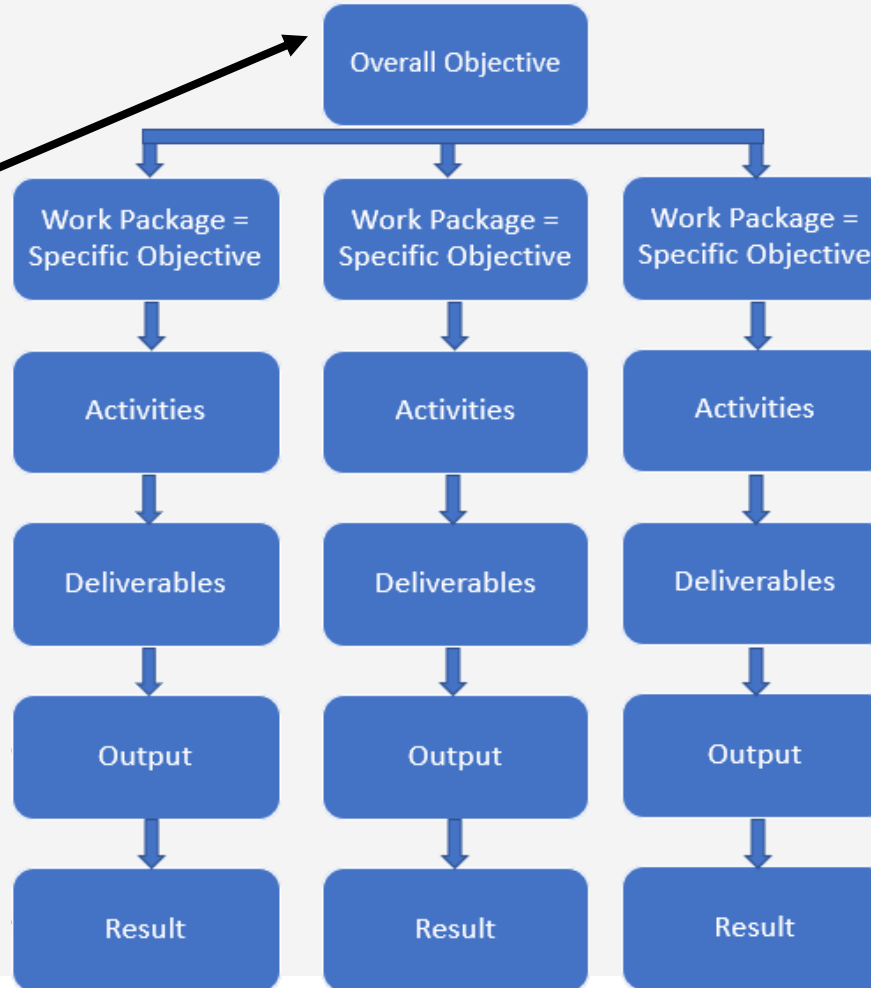 Overall Objective
Work Package =
Specific Objective
Work Package =
Specific Objective
Work Package =
Specific Objective
Activities
Activities
Activities
Deliverables
Deliverables
Deliverables
Output
Output
Output
Result
Result
Result